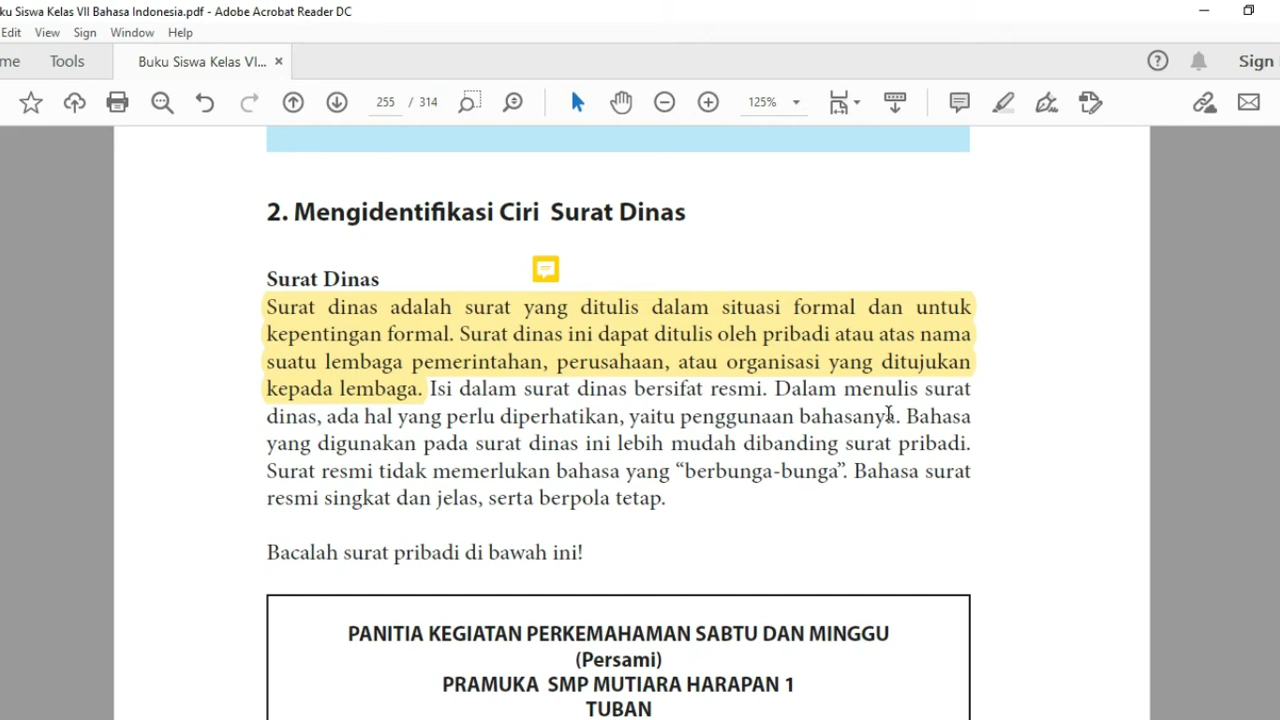 ku Siswa Kelas VII Bahasa Indonesia.pdf - Adobe Acrobat Reader DC
Edit View Sign Window Help
me Tools Buku Siswa Kelas VI... × Sign
255 / 314 125%
2. Mengidentifikasi Ciri Surat Dinas
Surat Dinas
Surat dinas adalah surat yang ditulis dalam situasi formal dan untuk
kepentingan formal. Surat dinas ini dapat ditulis oleh pribadi atau atas nama
suatu lembaga pemerintahan, perusahaan, atau organisasi yang ditujukan
kepada lembaga. Isi dalam surat dinas bersifat resmi. Dalam menulis surat
dinas, ada hal yang perlu diperhatikan, yaitu penggunaan bahasanya. Bahasa
yang digunakan pada surat dinas ini lebih mudah dibanding surat pribadi.
Surat resmi tidak memerlukan bahasa yang “berbunga-bunga”. Bahasa surat
resmi singkat dan jelas, serta berpola tetap.
Bacalah surat pribadi di bawah ini!
PANITIA KEGIATAN PERKEMAHAMAN SABTU DAN MINGGU
(Persami)
PRAMUKA SMP MUTIARA HARAPAN 1
TUBAN